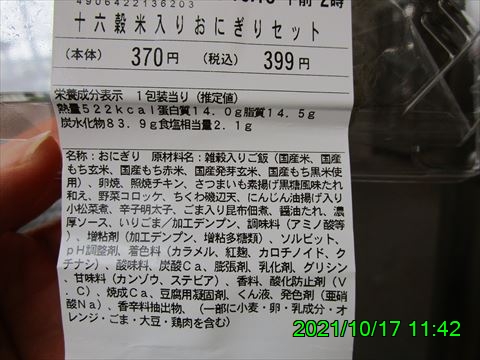 4906422136203
午前 2時
十六穀米入りおにぎりセット
(本体) 370円 (税込) 399円
栄養成分表示 1包装当り(推定値)
熱量522kcal蛋白質14.0g脂質14.5g
炭水化物83.9g食塩相当量2.1g
名称:おにぎり 原材料名:雑穀入りご飯(国産米、国産
もち玄米、国産もち赤米、国産発芽玄米、国産もち黒米使
用)、卵焼、照焼チキン、さつまいも素揚げ黒糖風味たれ
和え、野菜コロッケ、ちくわ磯辺天、にんじん油揚げ入り
小松菜煮、辛子明太子、ごま入り昆布佃煮、醤油たれ、濃
厚ソース、いりごま/加工デンプン、調味料(アミノ酸等
)、増粘剤(加工デンプン、増粘多糖類)、ソルビット、
pH調整剤、着色料(カラメル、紅麹、カロチノイド、ク
チナシ)、酸味料、炭酸Ca、膨張剤、乳化剤、グリシン
、甘味料(カンゾウ、ステビア)、香料、酸化防止剤(V
.C)、焼成Ca、豆腐用凝固剤、くん液、発色剤(亜硝
酸Na)、香辛料抽出物、(一部に小麦・卵・乳成分・オ
レンジ・ごま・大豆・鶏肉を含む)
2021/10/17 11:42